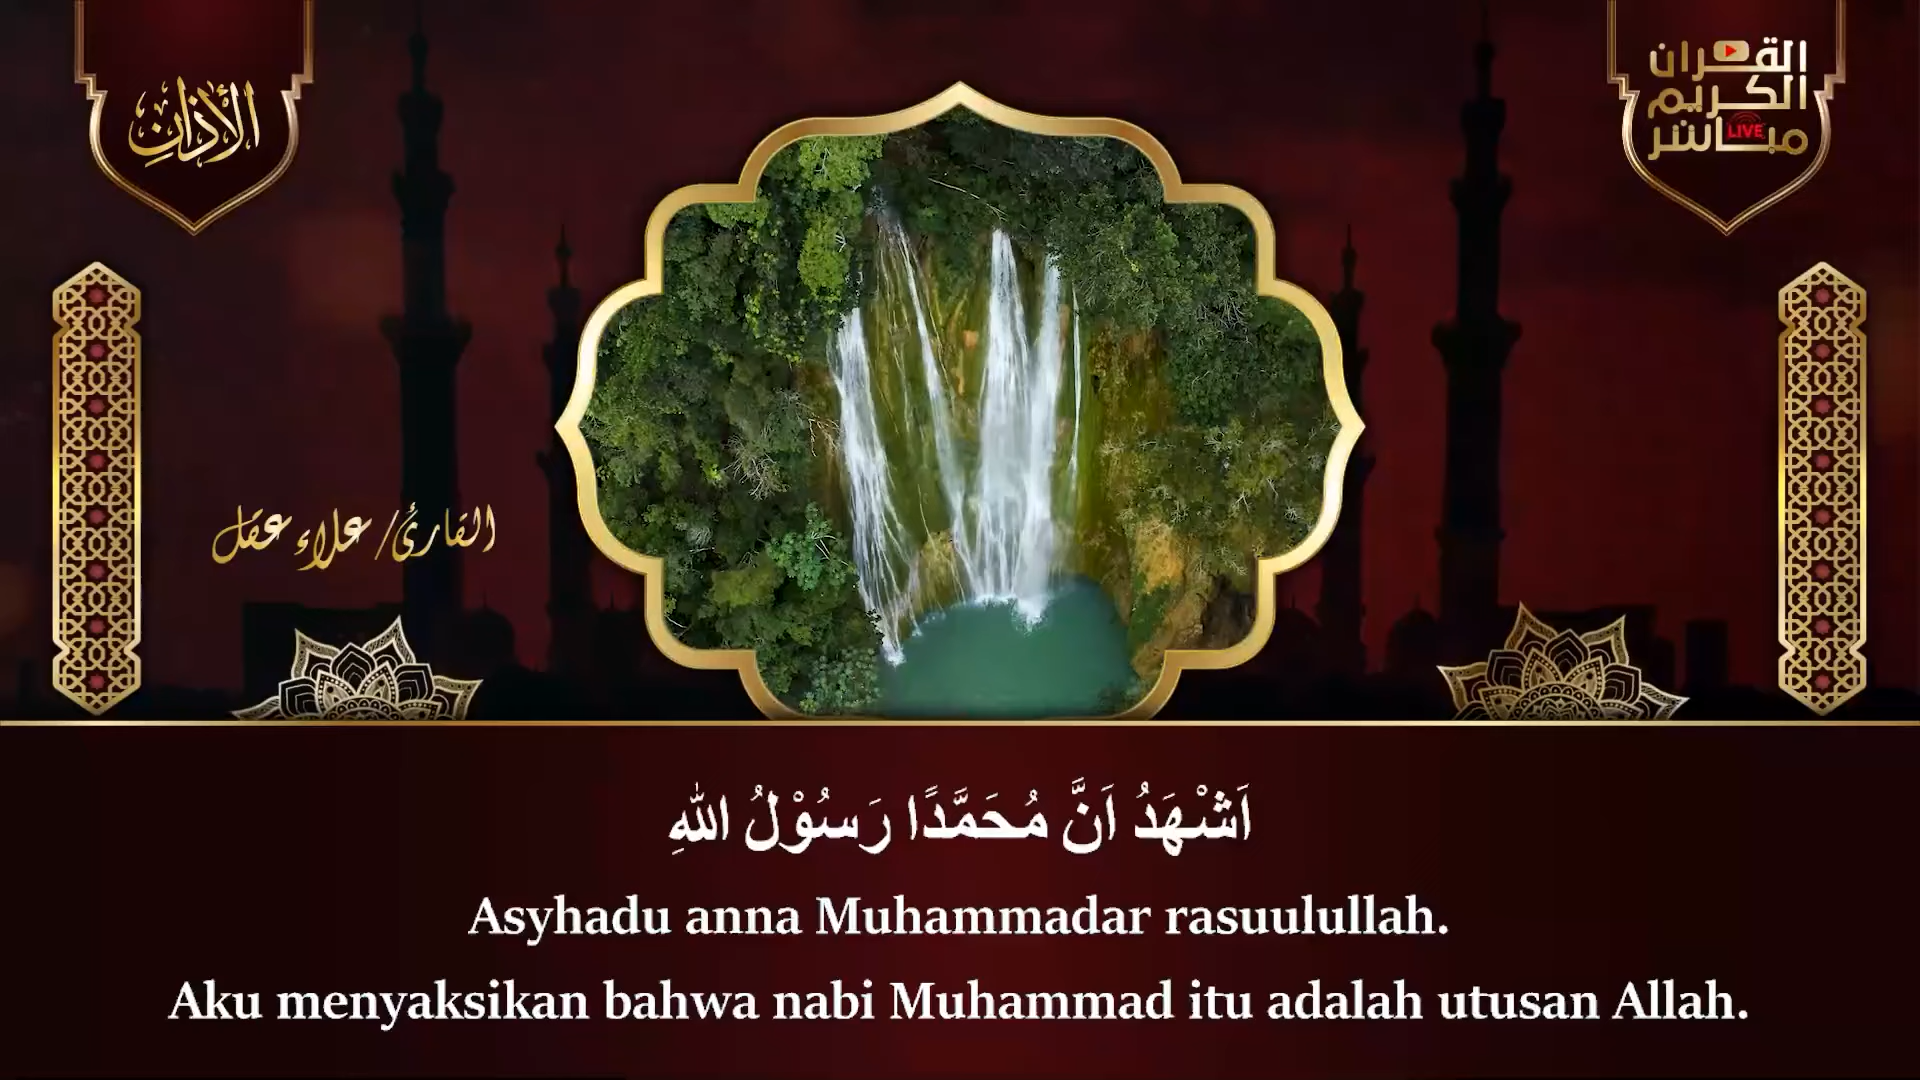 الأذان
القرآن
الكريم
مباشر
LIVE
القارئ/ علاء عقل
اَشْهَدُ اَنَّ مُحَمَّدًا رَسُوْلُ اللهِ
Asyhadu anna Muhammadar rasuulullah.
Aku menyaksikan bahwa nabi Muhammad itu adalah utusan Allah.